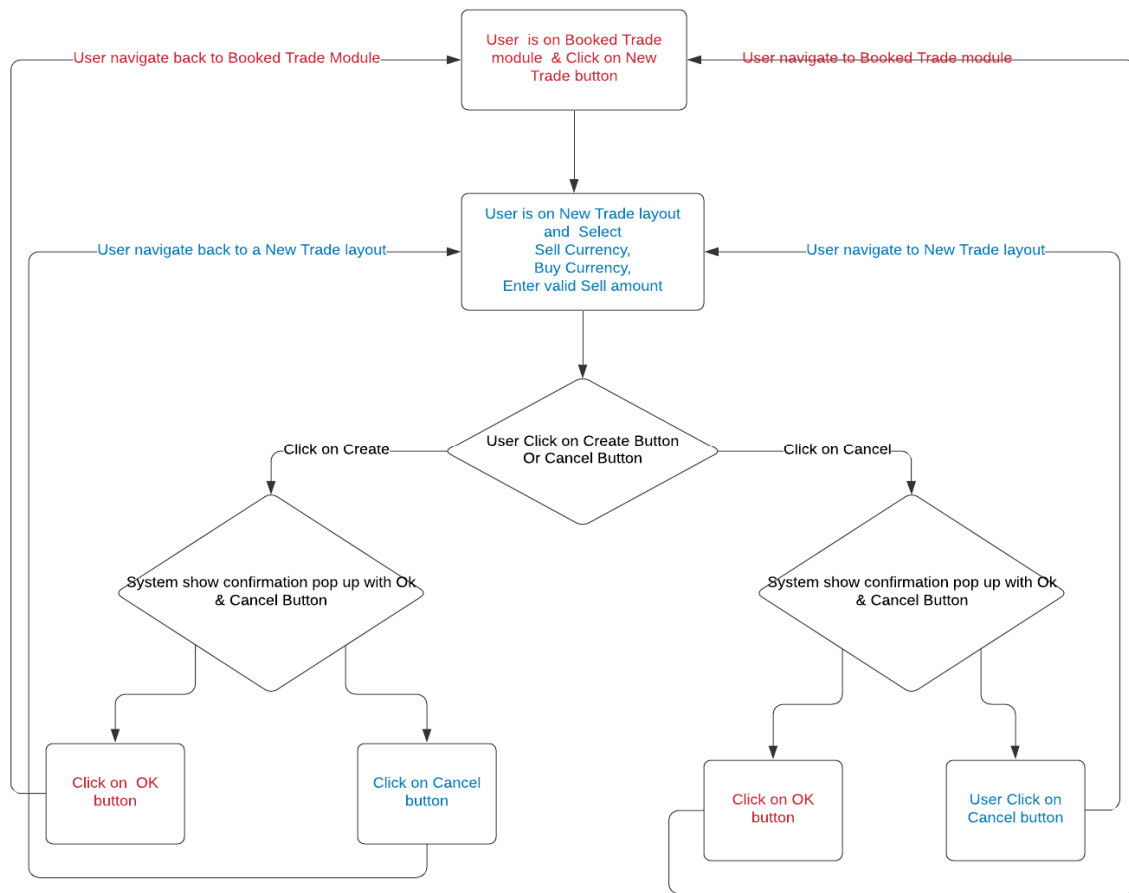 User is on Booked Trade
module & Click on New
Trade button
User navigate back to Booked Trade Module
User navigate to Booked Trade module
User is on New Trade layout
and Select
Sell Currency,
Buy Currency,
Enter valid Sell amount
User navigate back to a New Trade layout
User navigate to New Trade layout
User Click on Create Button
Or Cancel Button
Click on Create
Click on Cancel
System show confirmation pop up with Ok
& Cancel Button
System show confirmation pop up with Ok
& Cancel Button
Click on OK
button
Click on Cancel
button
Click on OK
button
User Click on
Cancel button